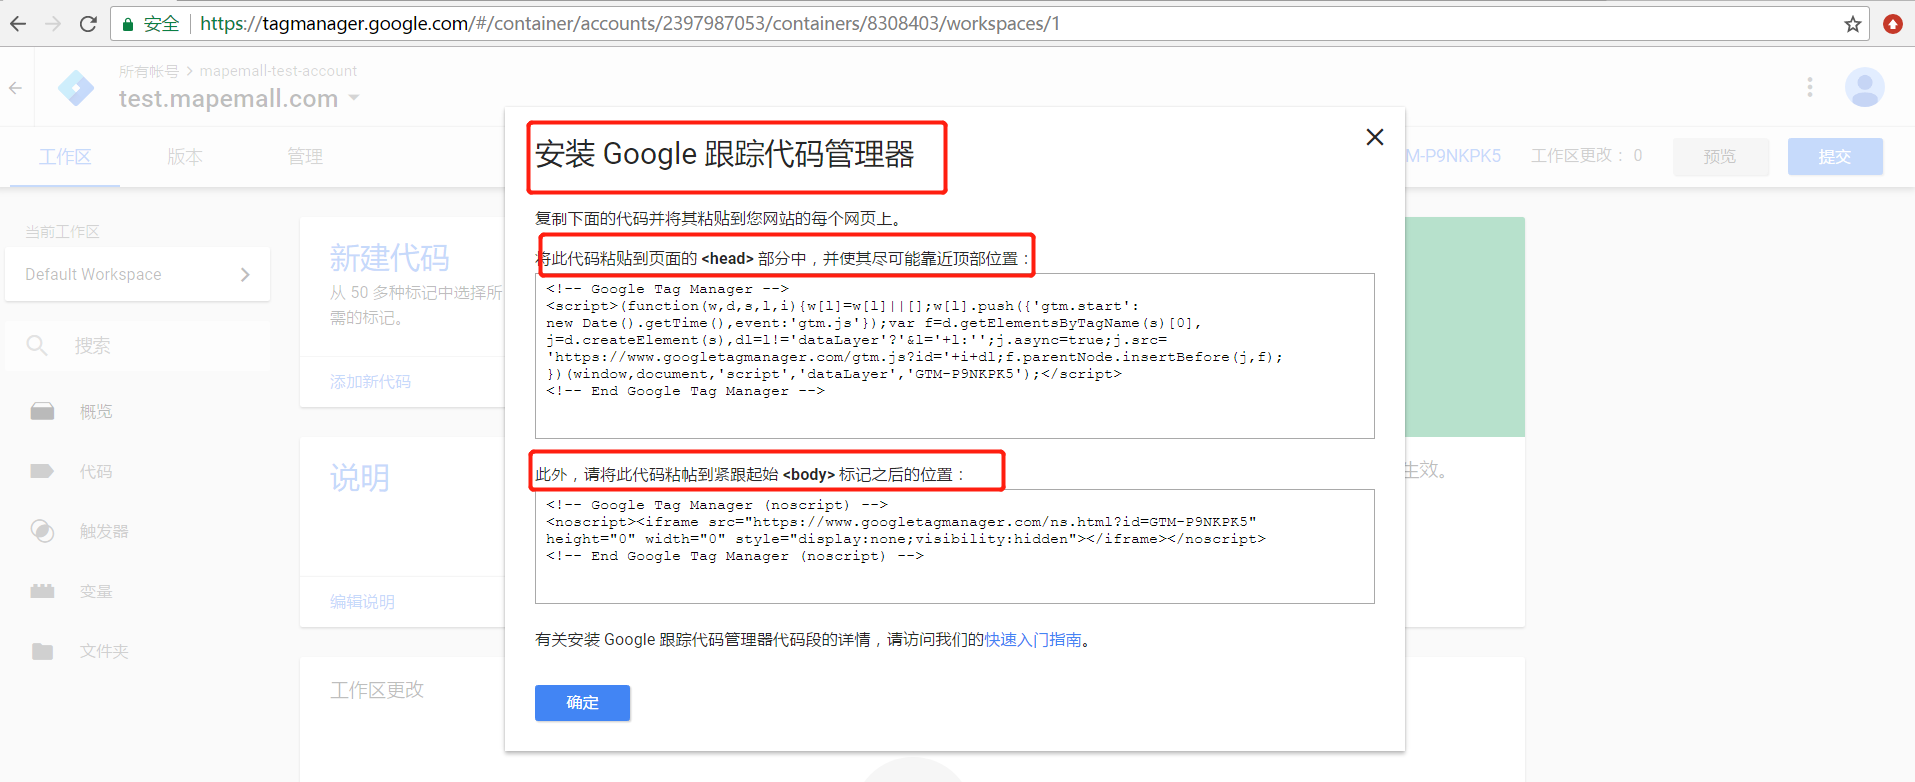 安全
https://tagmanager.google.com/#/container/accounts/2397987053/containers/8308403/workspaces/1
所有帐号 > mapemall-test-account
test.mapemall.com
工作区
版本
管理
M-P9NKPK5
工作区更改： 0
预览
提交
当前工作区
Default Workspace
搜索
概览
代码
触发器
变量
文件夹
新建代码
从 50 多种标记中选择所
需的标记。
添加新代码
说明
编辑说明
工作区更改
安装 Google 跟踪代码管理器
复制下面的代码并将其粘贴到您网站的每个网页上。
将此代码粘贴到页面的 <head> 部分中，并使其尽可能靠近顶部位置：
<!-- Google Tag Manager -->
<script>(function(w,d,s,l,i){w[l]=w[l]||[];w[l].push({'gtm.start':
new Date().getTime(),event:'gtm.js'});var f=d.getElementsByTagName(s)[0],
j=d.createElement(s),dl=l!='dataLayer'?'&l='+l:'';j.async=true;j.src=
'https://www.googletagmanager.com/gtm.js?id='+i+dl;f.parentNode.insertBefore(j,f);
})(window,document,'script','dataLayer','GTM-P9NKPK5');</script>
<!-- End Google Tag Manager -->
此外，请将此代码粘帖到紧跟起始 <body> 标记之后的位置：
<!-- Google Tag Manager (noscript) -->
<noscript><iframe src="https://www.googletagmanager.com/ns.html?id=GTM-P9NKPK5"
height="0" width="0" style="display:none;visibility:hidden"></iframe></noscript>
<!-- End Google Tag Manager (noscript) -->
有关安装 Google 跟踪代码管理器代码段的详情，请访问我们的快速入门指南。
确定
生效。